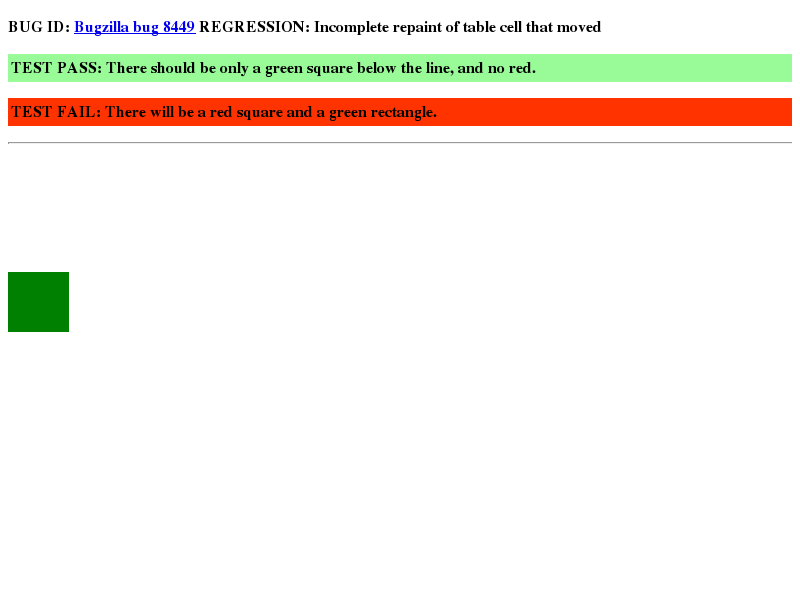 BUG ID: Bugzilla bug 8449 REGRESSION: Incomplete repaint of table cell that moved
TEST PASS: There should be only a green square below the line, and no red.
TEST FAIL: There will be a red square and a green rectangle.